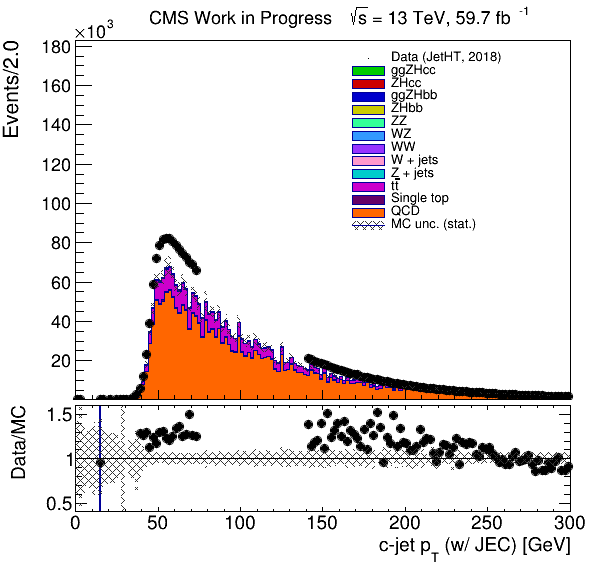 CMS Work in Progress √s = 13 TeV, 59.7 fb⁻¹
×10³
Events/2.0
180
160
140
120
100
80
60
40
20
Data (JetHT, 2018)
ggZHcc
ZHcc
ggZHbb
ZHbb
ZZ
WZ
WW
W + jets
Z + jets
tt̅
Single top
QCD
MC unc. (stat.)
Data/MC
1.5
1
0.5
0 50 100 150 200 250 300
c-jet p_T (w/ JEC) [GeV]